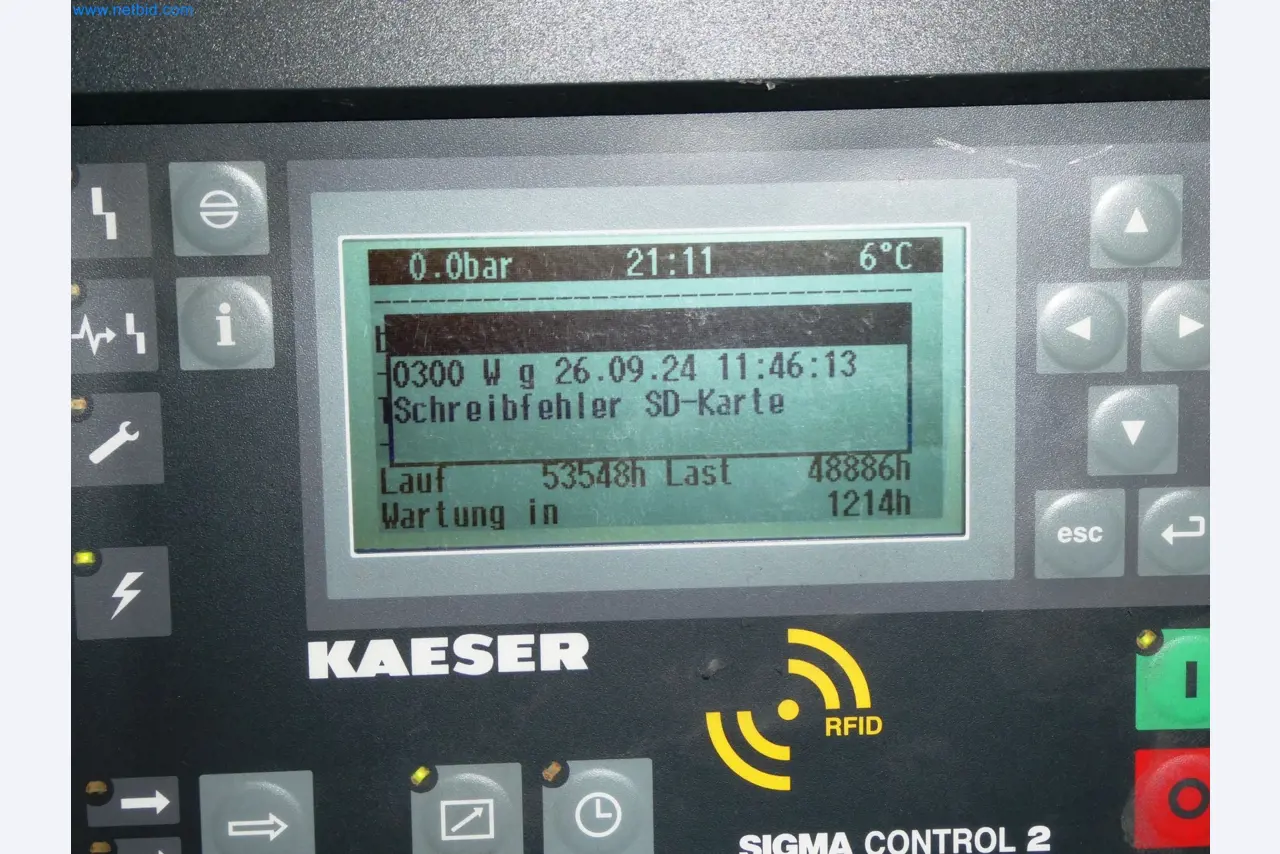 www.netbid.com
0.0bar 21:11 6°C
0300 W g 26.09.24 11:46:13
Schreibfehler SD-Karte
Lauf 53548h Last 48886h
Wartung in 1214h
esc
KAESER
RFID
SIGMA CONTROL 2